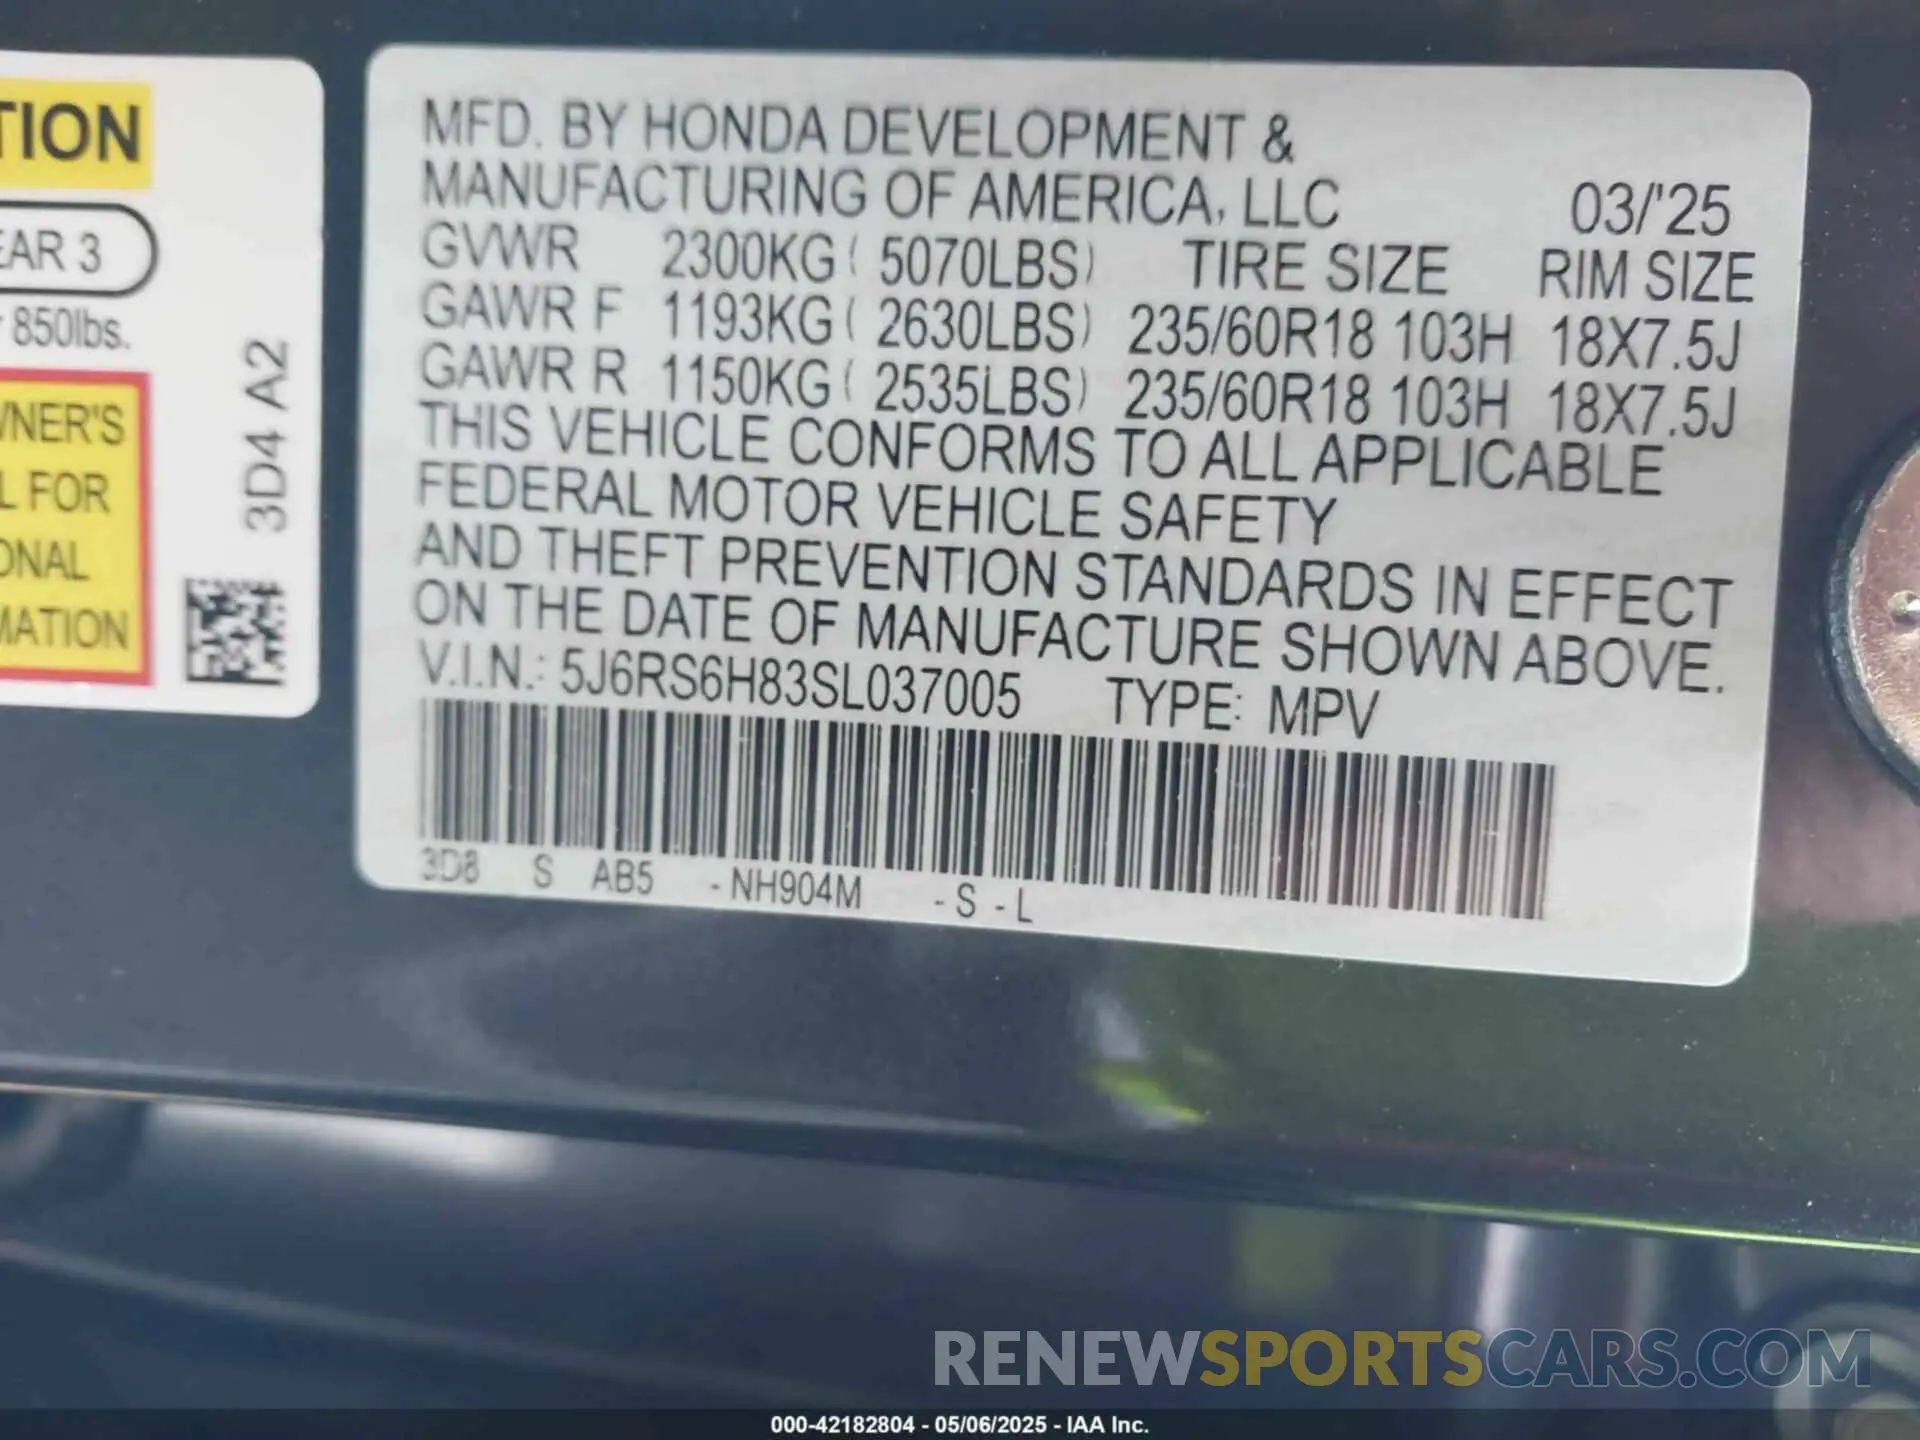 TION
EAR 3
850lbs.
WNER'S
L FOR
ONAL
MATION
3D4 A2
MFD. BY HONDA DEVELOPMENT &
MANUFACTURING OF AMERICA, LLC 03/'25
GVWR 2300KG ( 5070LBS) TIRE SIZE RIM SIZE
GAWR F 1193KG ( 2630LBS) 235/60R18 103H 18X7.5J
GAWR R 1150KG ( 2535LBS) 235/60R18 103H 18X7.5J
THIS VEHICLE CONFORMS TO ALL APPLICABLE
FEDERAL MOTOR VEHICLE SAFETY
AND THEFT PREVENTION STANDARDS IN EFFECT
ON THE DATE OF MANUFACTURE SHOWN ABOVE.
V.I.N.: 5J6RS6H83SL037005 TYPE: MPV
3D8 S AB5 - NH904M - S - L
RENEWSPORTSCARS.COM
000-42182804 - 05/06/2025 - IAA Inc.